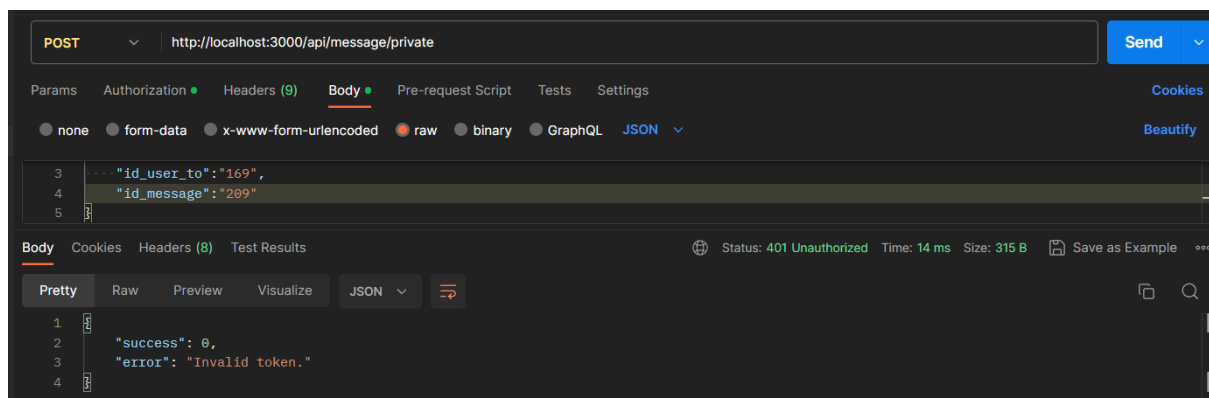 POST http://localhost:3000/api/message/private Send
Params Authorization Headers (9) Body Pre-request Script Tests Settings Cookies
none form-data x-www-form-urlencoded raw binary GraphQL JSON Beautify
3 "id_user_to":"169",
4 "id_message":"209"
5 }
Body Cookies Headers (8) Test Results Status: 401 Unauthorized Time: 14 ms Size: 315 B Save as Example
Pretty Raw Preview Visualize JSON
1 {
2 "success": 0,
3 "error": "Invalid token."
4 }